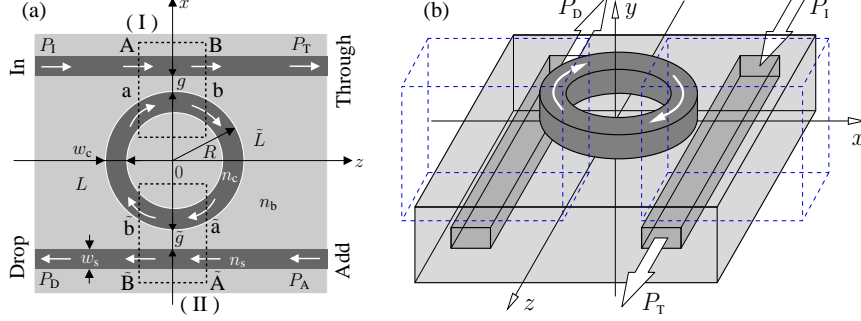 (a)
x
( I )
P_I
A
B
P_T
In
Through
g
a
b
L̃
w_c
R
z
0
L
n_c
n_b
b̃
g̃
ã
Drop
w_s
n_s
Add
P_D
B̃
Ã
P_A
( II )
(b)
P_D
y
P_I
x
z
P_T